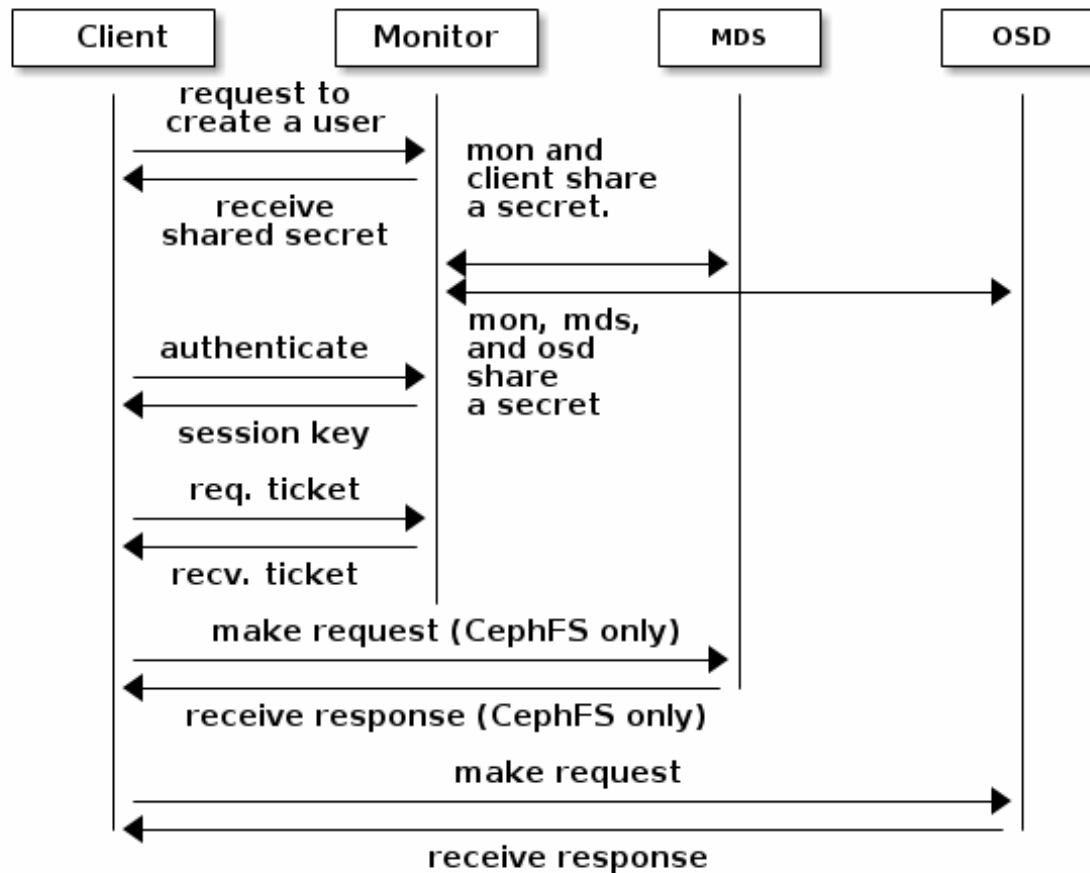 Client
Monitor
MDS
OSD
request to
create a user
mon and
client share
a secret.
receive
shared secret
mon, mds,
and osd
share
a secret
authenticate
session key
req. ticket
recv. ticket
make request (CephFS only)
receive response (CephFS only)
make request
receive response